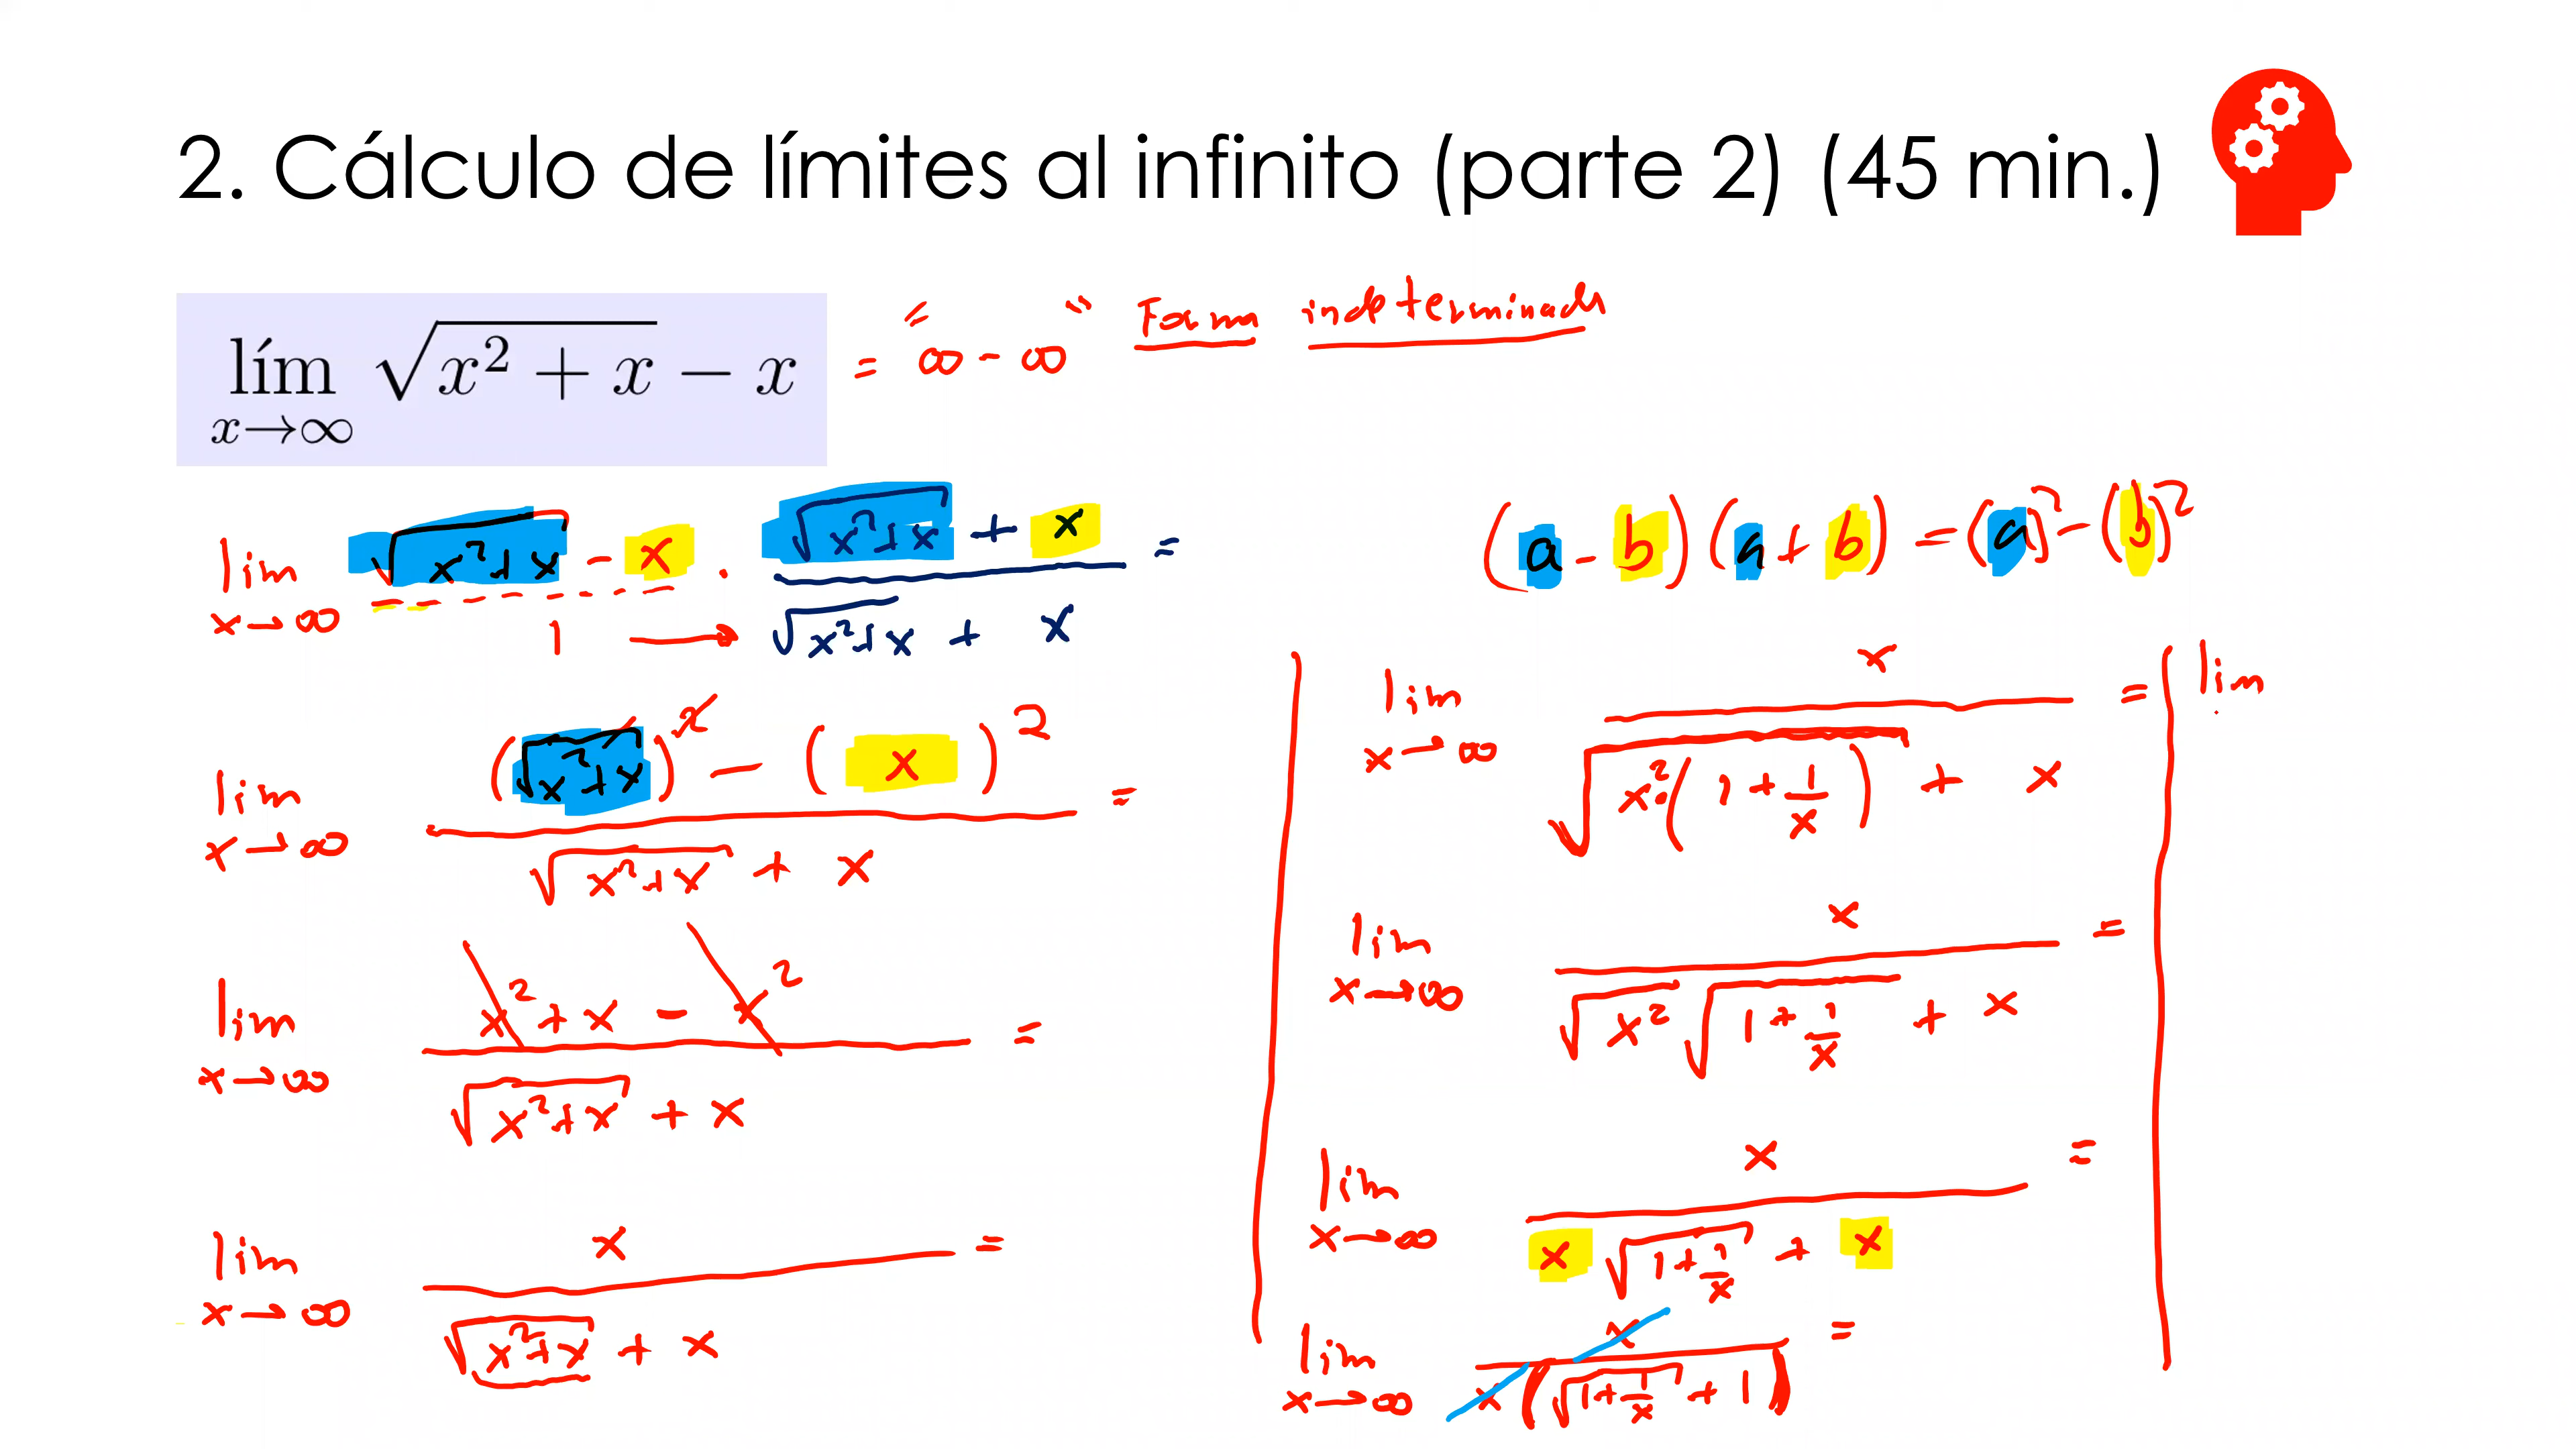 2. Cálculo de límites al infinito (parte 2) (45 min.)
lím x→∞ √(x² + x) − x = "∞ - ∞" Forma indeterminada
lim x→∞ √(x²+x) - x / 1 · (√(x²+x) + x) / (√(x²+x) + x) =
lim x→∞ ((√(x²+x))² − (x)²) / (√(x²+x) + x) =
lim x→∞ (x² + x − x²) / (√(x²+x) + x) =
lim x→∞ x / (√(x²+x) + x) =
(a - b)(a + b) = (a)² − (b)²
lim x→∞ x / (√(x²·(1 + 1/x)) + x) =
lim x→∞ x / (√x² √(1 + 1/x) + x) =
lim x→∞ x / (x √(1 + 1/x) + x) =
lim x→∞ x / (x (√(1 + 1/x) + 1)) =
lim